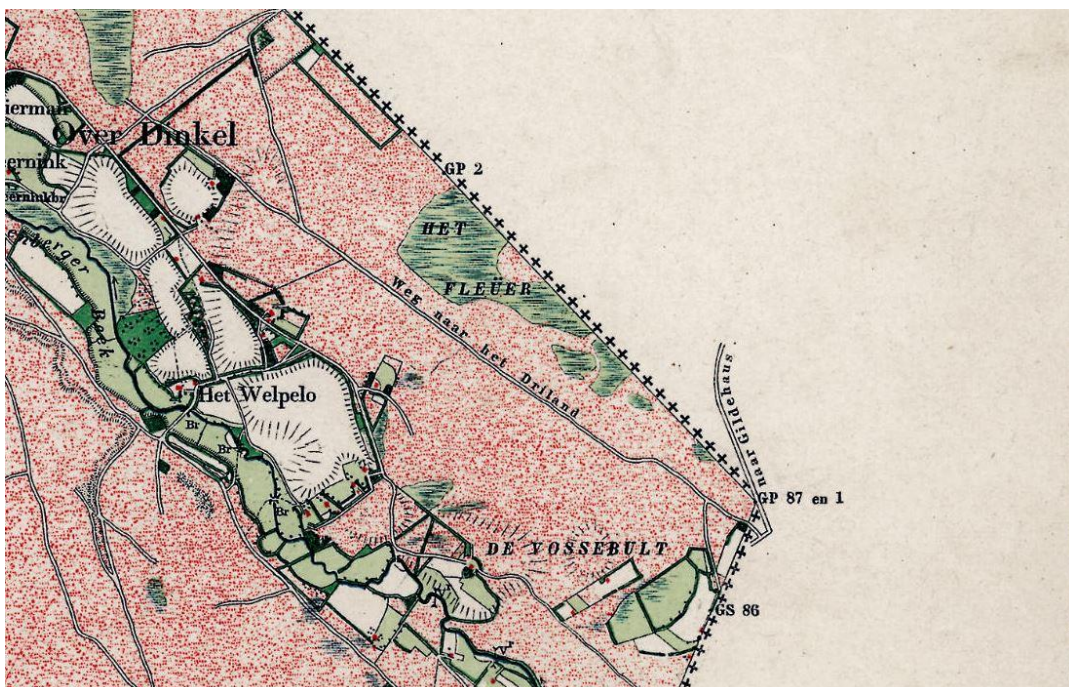 Over Dinkel
GP 2
HET
FLEÜER
Weg naar het Driland
Beek
Het Welpelo
Br
Br
Br
naar Gildehaus
GP 87 en 1
DE VOSSEBULT
GS 86